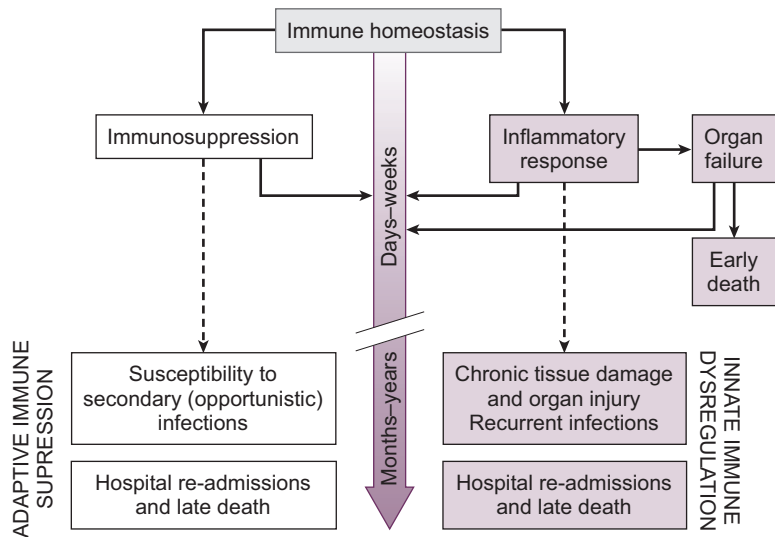 Immune homeostasis
Immunosuppression
Inflammatory
response
Organ
failure
Days–weeks
Early
death
ADAPTIVE IMMUNE
SUPRESSION
Susceptibility to
secondary (opportunistic)
infections
Months–years
Chronic tissue damage
and organ injury
Recurrent infections
INNATE IMMUNE
DYSREGULATION
Hospital re-admissions
and late death
Hospital re-admissions
and late death